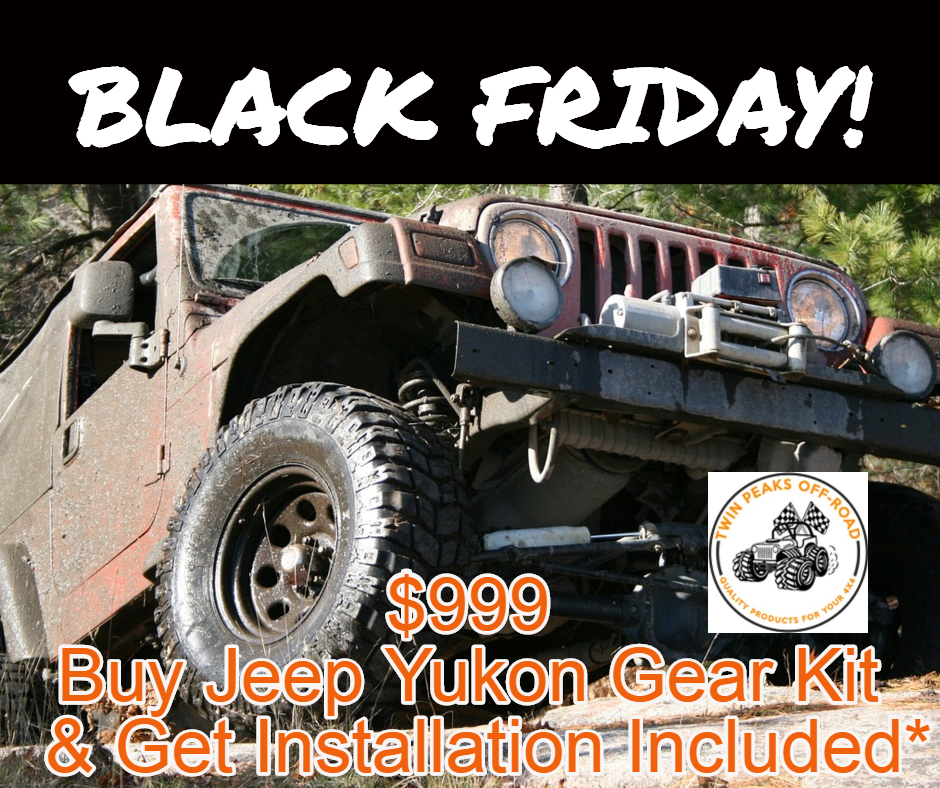 BLACK FRIDAY!
TWIN PEAKS OFF-ROAD
QUALITY PRODUCTS FOR YOUR 4X4
$999
Buy Jeep Yukon Gear Kit
& Get Installation Included*